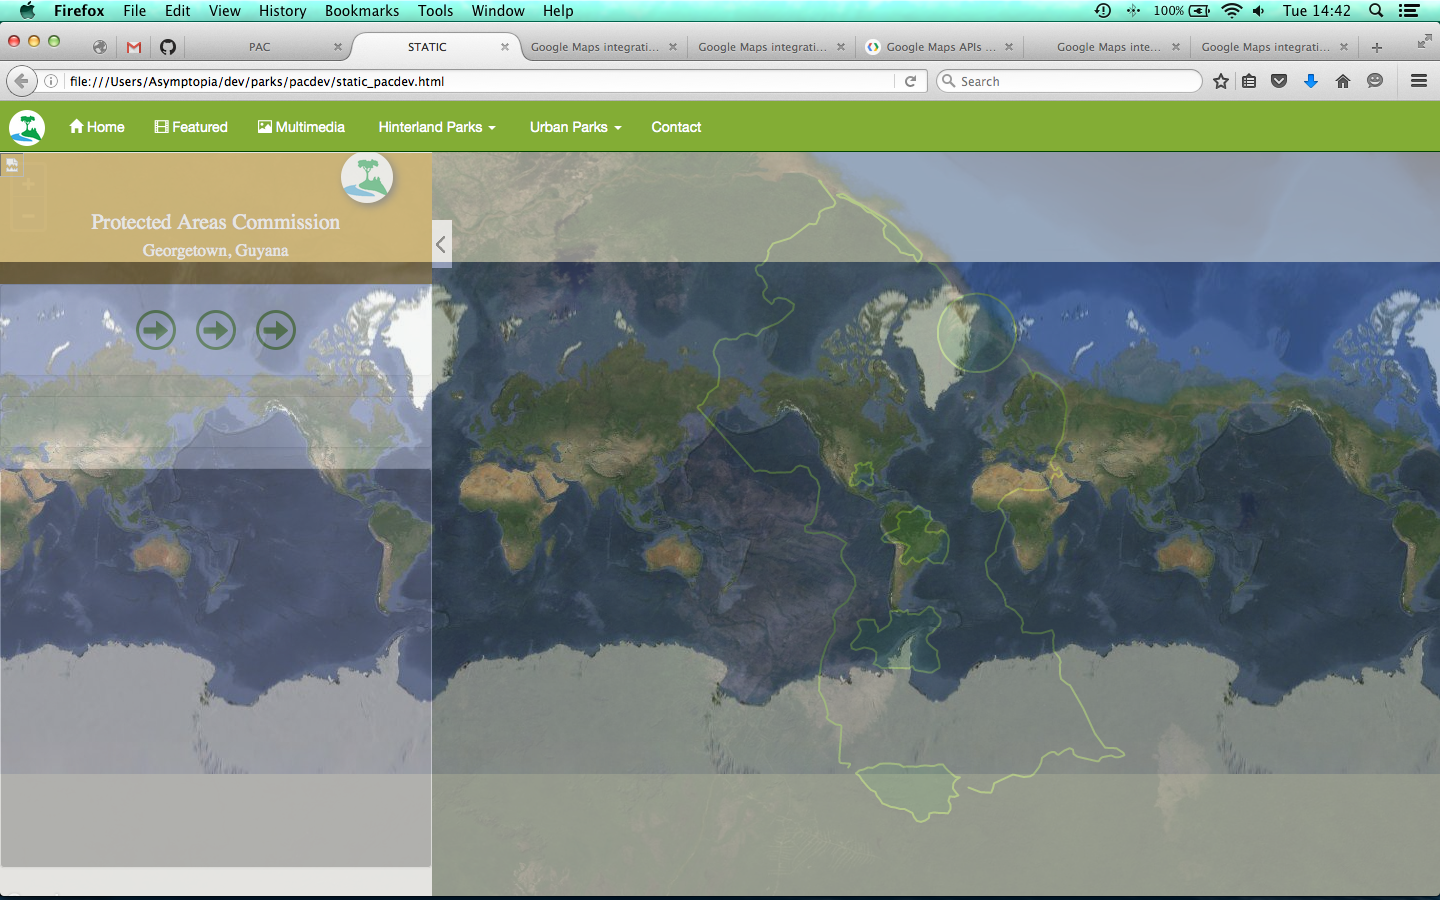 Firefox File Edit View History Bookmarks Tools Window Help 100% Tue 14:42
PAC STATIC Google Maps integrati... Google Maps integrati... Google Maps APIs ... Google Maps inte... Google Maps integrati...
file:///Users/Asymptopia/dev/parks/pacdev/static_pacdev.html Search
Home Featured Multimedia Hinterland Parks Urban Parks Contact
Protected Areas Commission
Georgetown, Guyana